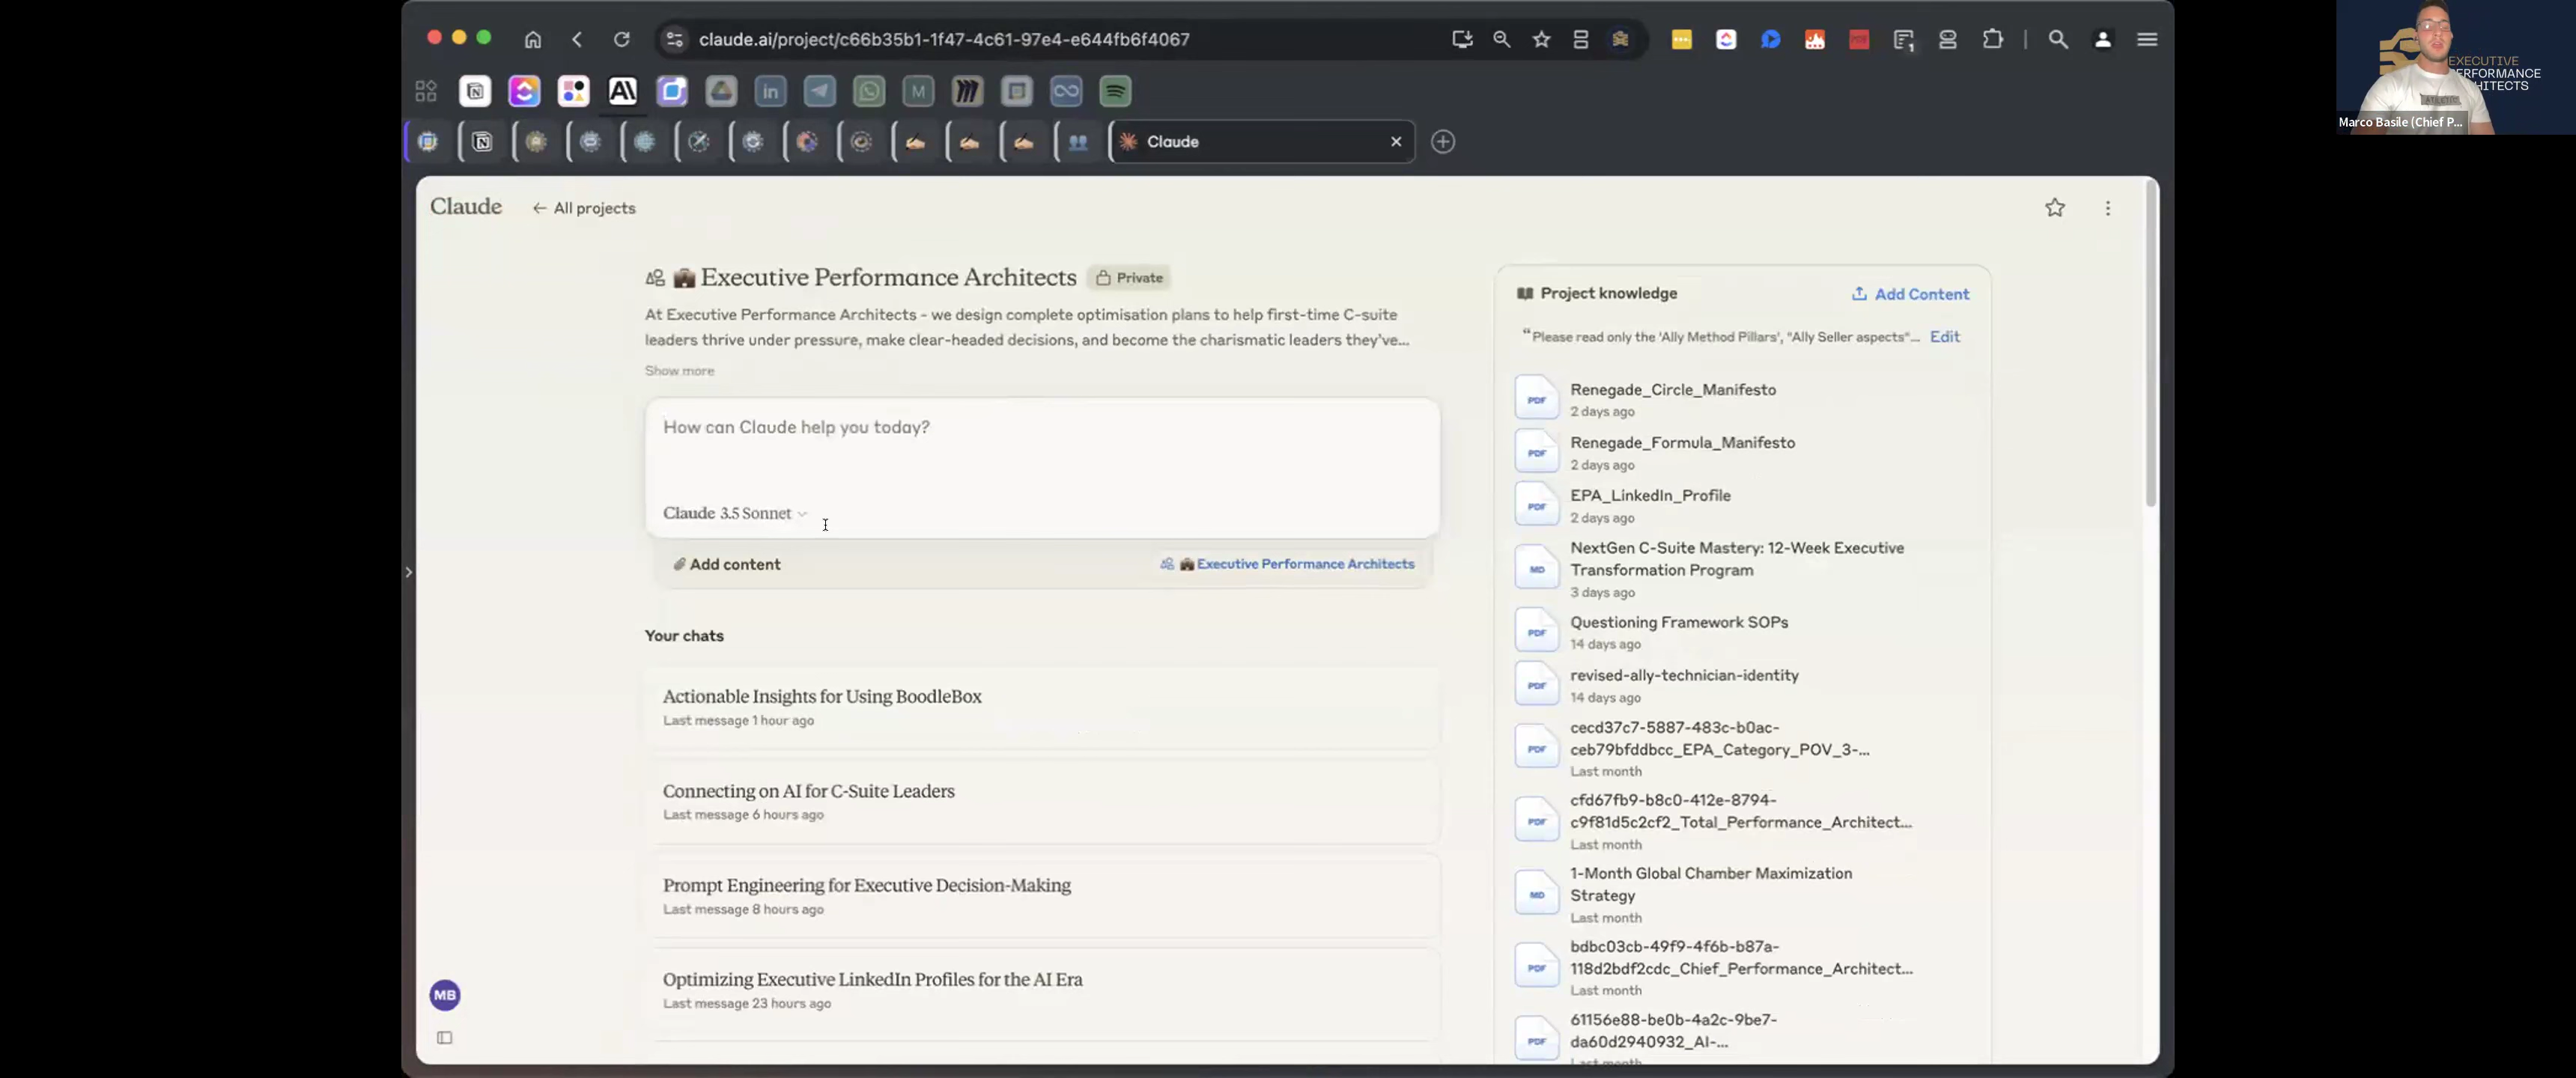 claude.ai/project/c66b35b1-1f47-4c61-97e4-e644fb6f4067
Claude
Claude
← All projects
Executive Performance Architects
Private
At Executive Performance Architects - we design complete optimisation plans to help first-time C-suite
leaders thrive under pressure, make clear-headed decisions, and become the charismatic leaders they've...
Show more
How can Claude help you today?
Claude 3.5 Sonnet
Add content
Executive Performance Architects
Your chats
Actionable Insights for Using BoodleBox
Last message 1 hour ago
Connecting on AI for C-Suite Leaders
Last message 6 hours ago
Prompt Engineering for Executive Decision-Making
Last message 8 hours ago
Optimizing Executive LinkedIn Profiles for the AI Era
Last message 23 hours ago
MB
Project knowledge
Add Content
“Please read only the 'Ally Method Pillars', "Ally Seller aspects"...
Edit
PDF
Renegade_Circle_Manifesto
2 days ago
PDF
Renegade_Formula_Manifesto
2 days ago
PDF
EPA_LinkedIn_Profile
2 days ago
MD
NextGen C-Suite Mastery: 12-Week Executive
Transformation Program
3 days ago
PDF
Questioning Framework SOPs
14 days ago
PDF
revised-ally-technician-identity
14 days ago
PDF
cecd37c7-5887-483c-b0ac-
ceb79bfddbcc_EPA_Category_POV_3-...
Last month
PDF
cfd67fb9-b8c0-412e-8794-
c9f81d5c2cf2_Total_Performance_Architect...
Last month
MD
1-Month Global Chamber Maximization
Strategy
Last month
PDF
bdbc03cb-49f9-4f6b-b87a-
118d2bdf2cdc_Chief_Performance_Architect...
Last month
PDF
61156e88-be0b-4a2c-9be7-
da60d2940932_AI-...
Last month
EXECUTIVE
PERFORMANCE
HITECTS
Marco Basile (Chief P...